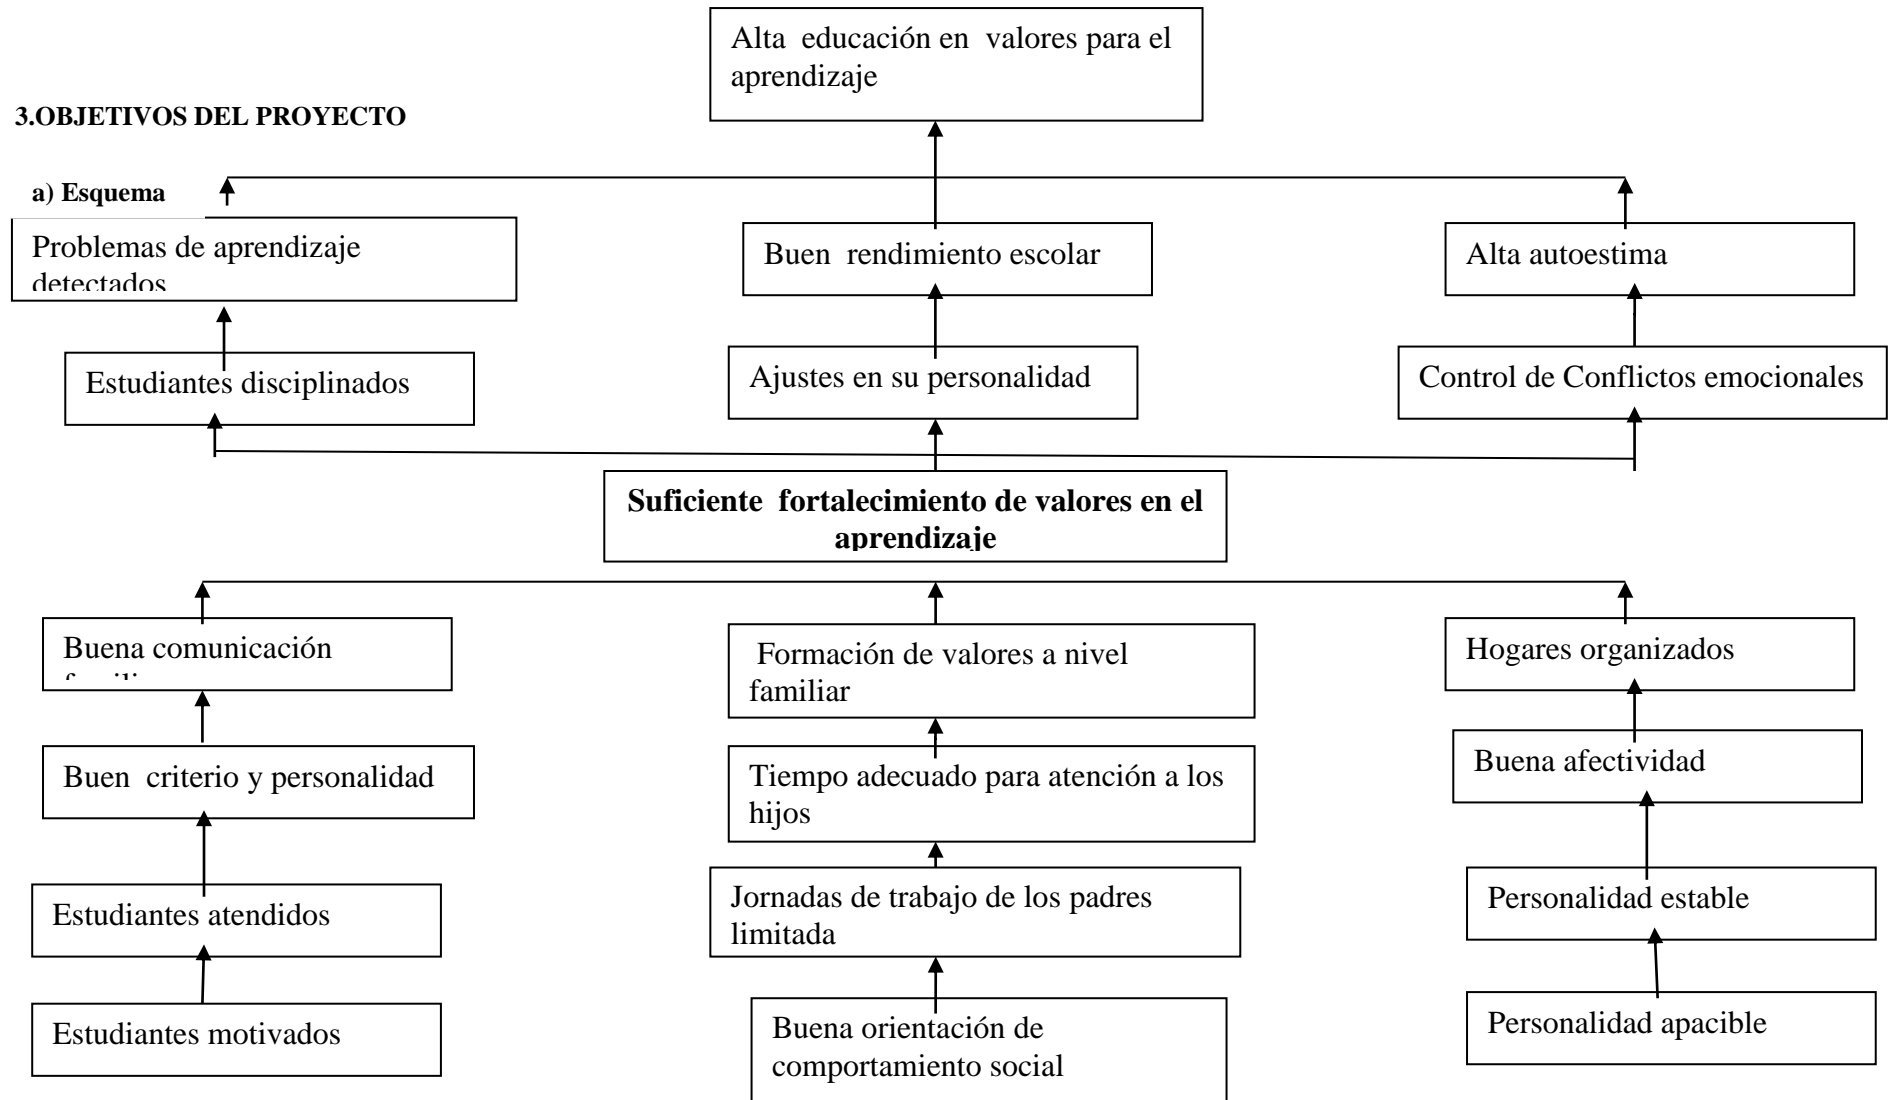 Alta educación en valores para el
aprendizaje
3.OBJETIVOS DEL PROYECTO
a) Esquema
Problemas de aprendizaje
detectados
Buen rendimiento escolar
Alta autoestima
Estudiantes disciplinados
Ajustes en su personalidad
Control de Conflictos emocionales
Suficiente fortalecimiento de valores en el
aprendizaje
Buena comunicación
Formación de valores a nivel
familiar
Hogares organizados
Buen criterio y personalidad
Tiempo adecuado para atención a los
hijos
Buena afectividad
Estudiantes atendidos
Jornadas de trabajo de los padres
limitada
Personalidad estable
Estudiantes motivados
Buena orientación de
comportamiento social
Personalidad apacible